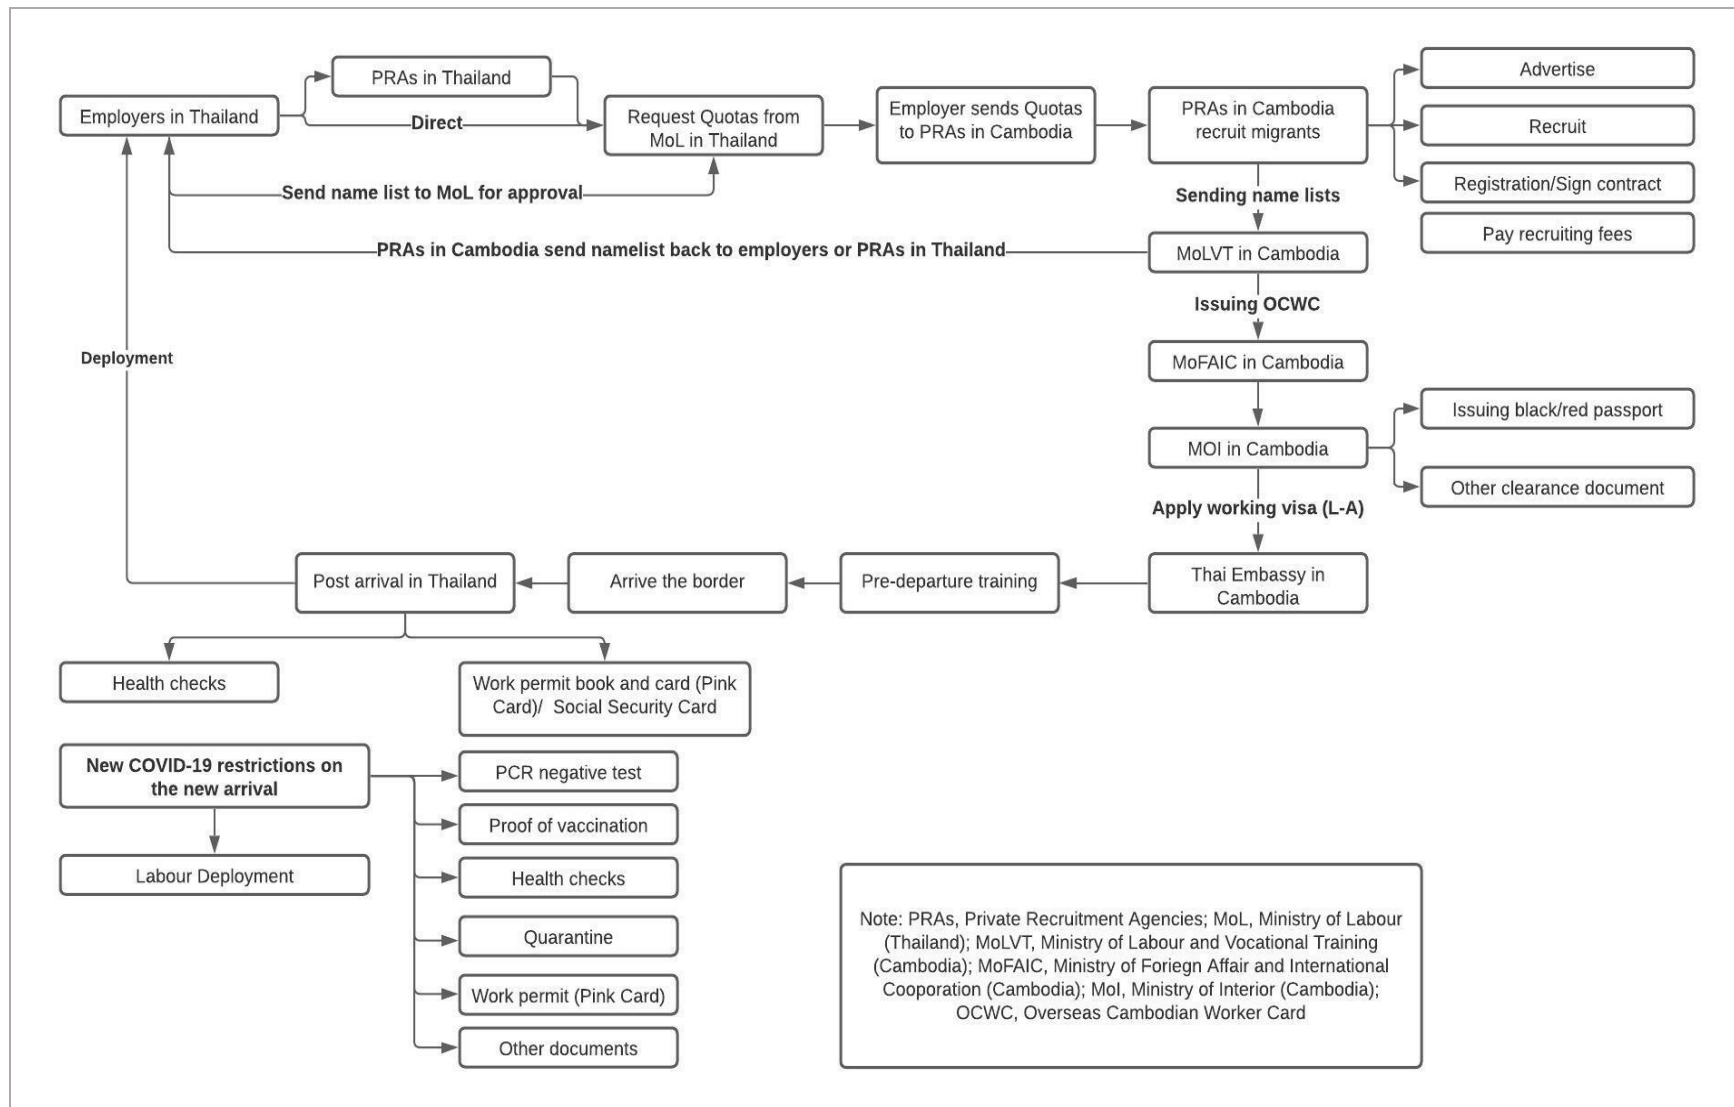 PRAs in Thailand
Employers in Thailand
Direct
Request Quotas from
MoL in Thailand
Employer sends Quotas
to PRAs in Cambodia
PRAs in Cambodia
recruit migrants
Advertise
Recruit
Registration/Sign contract
Pay recruiting fees
Send name list to MoL for approval
Sending name lists
PRAs in Cambodia send namelist back to employers or PRAs in Thailand
MoLVT in Cambodia
Issuing OCWC
Deployment
MoFAIC in Cambodia
MOI in Cambodia
Issuing black/red passport
Other clearance document
Apply working visa (L-A)
Post arrival in Thailand
Arrive the border
Pre-departure training
Thai Embassy in
Cambodia
Health checks
Work permit book and card (Pink
Card)/  Social Security Card
New COVID-19 restrictions on
the new arrival
Labour Deployment
PCR negative test
Proof of vaccination
Health checks
Quarantine
Work permit (Pink Card)
Other documents
Note: PRAs, Private Recruitment Agencies; MoL, Ministry of Labour
(Thailand); MoLVT, Ministry of Labour and Vocational Training
(Cambodia); MoFAIC, Ministry of Foriegn Affair and International
Cooporation (Cambodia); MoI, Ministry of Interior (Cambodia);
OCWC, Overseas Cambodian Worker Card